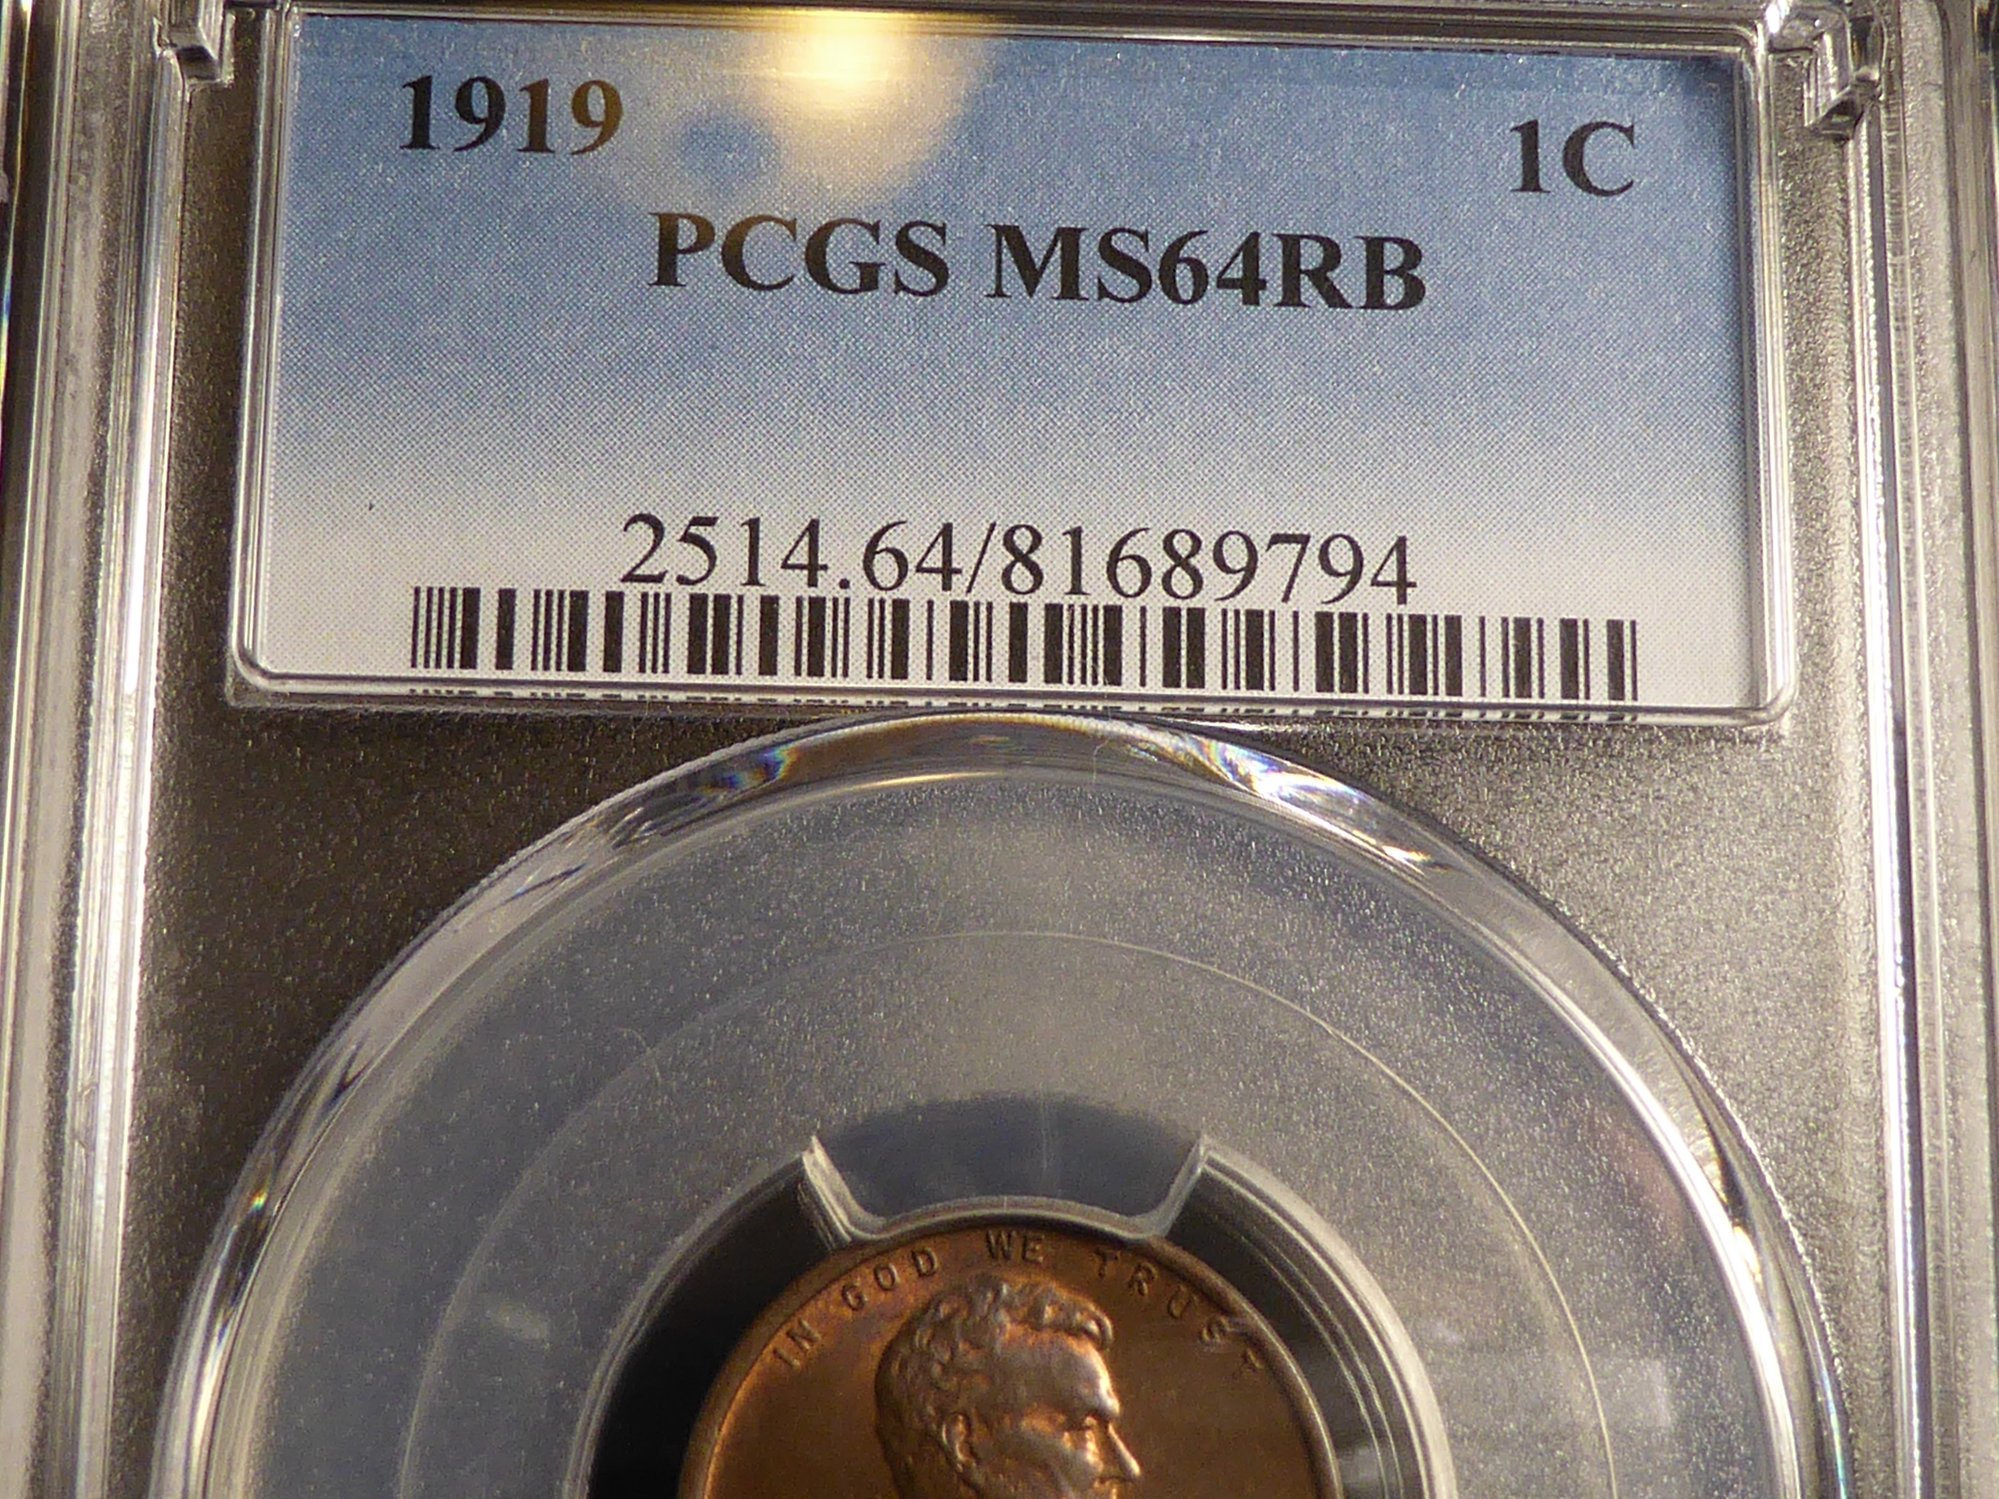 1919 1C
PCGS MS64RB
2514.64/81689794
IN GOD WE TRUST